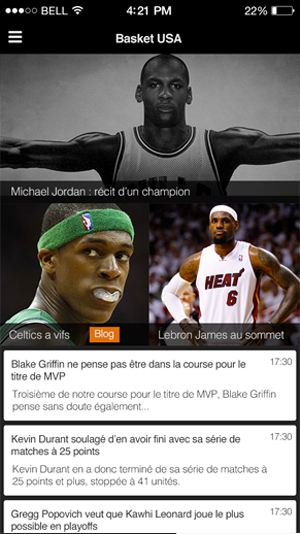 BELL 4:21 PM 22%
Basket USA
Michael Jordan : récit d'un champion
Celtics a vifs Blog
HEAT
6
Lebron James au sommet
Blake Griffin ne pense pas être dans la course pour le 17:30
titre de MVP
Troisième de notre course pour le titre de MVP, Blake Griffin
pense sans doute également...
Kevin Durant soulagé d'en avoir fini avec sa série de 17:30
matches à 25 points
Kevin Durant en a donc terminé de sa série de matches à
25 points et plus, stoppée à 41 unités.
Gregg Popovich veut que Kawhi Leonard joue le plus 17:30
possible en playoffs